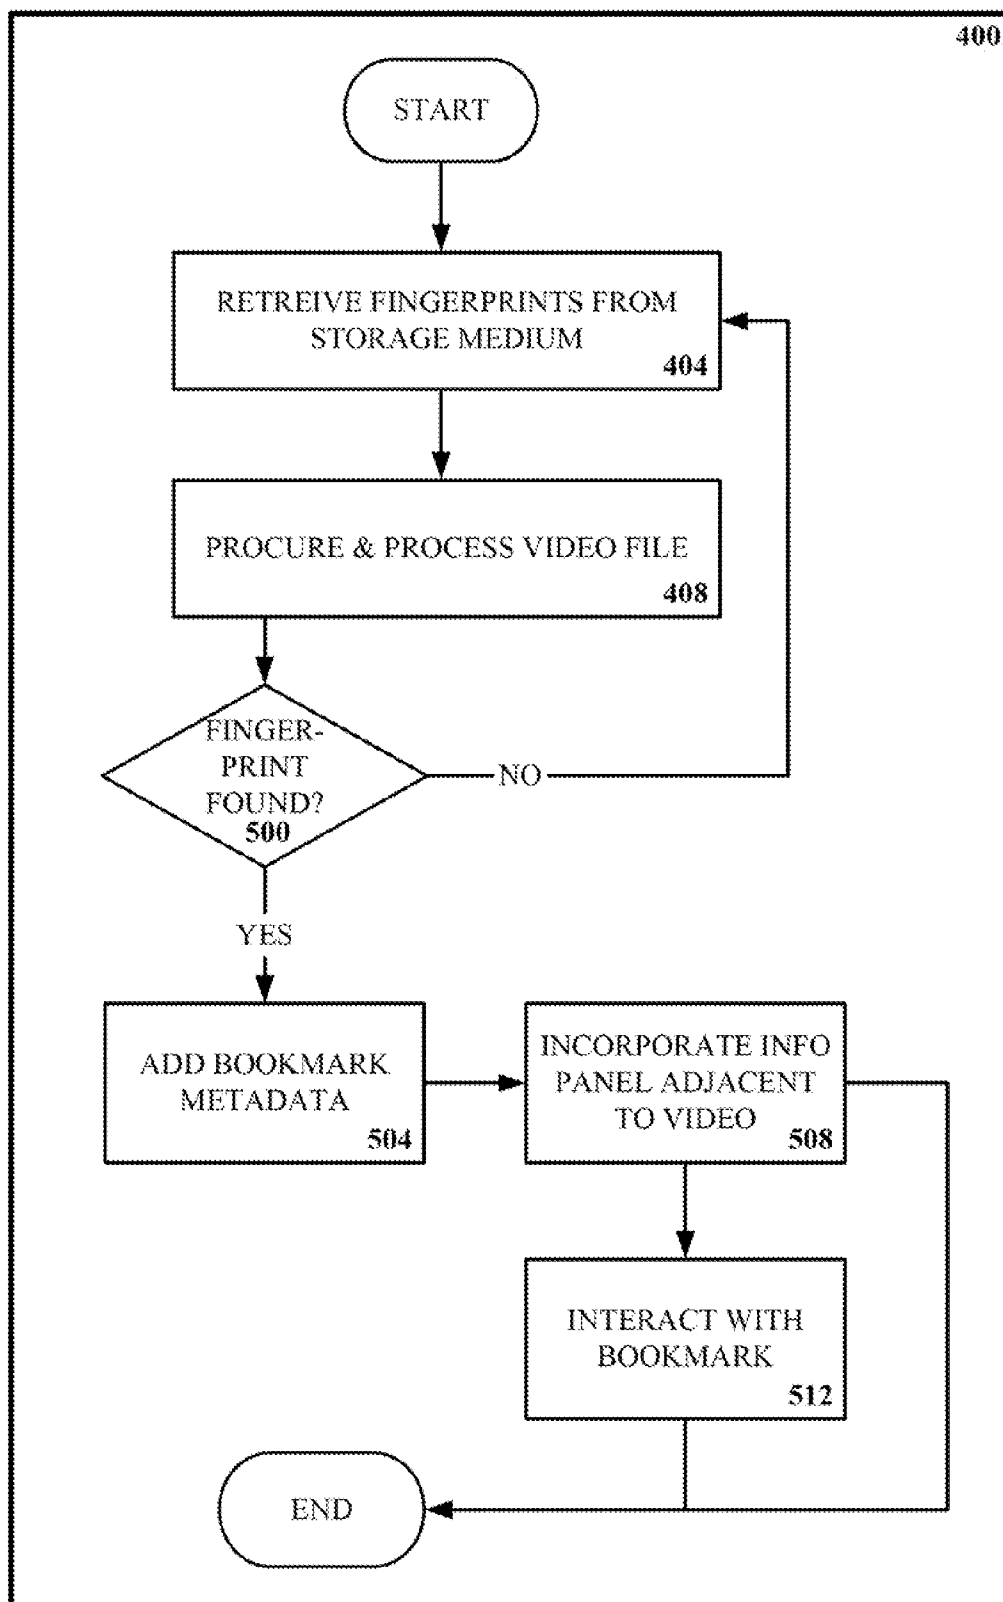 400
START
RETREIVE FINGERPRINTS FROM
STORAGE MEDIUM
404
PROCURE & PROCESS VIDEO FILE
408
FINGER-
PRINT
FOUND?
500
NO
YES
ADD BOOKMARK
METADATA
504
INCORPORATE INFO
PANEL ADJACENT
TO VIDEO
508
INTERACT WITH
BOOKMARK
512
END